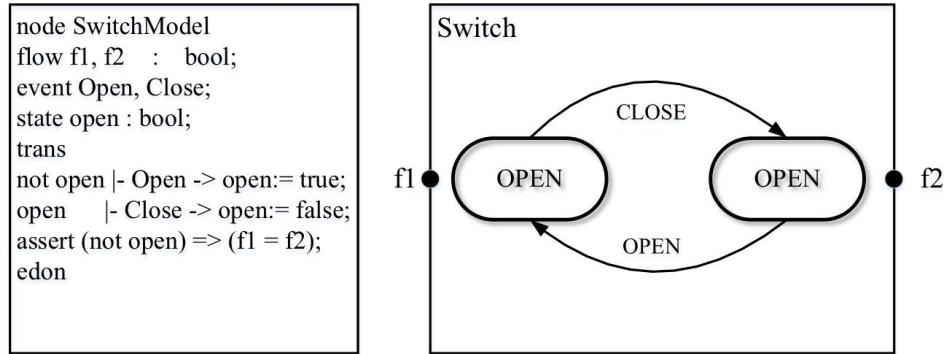 node SwitchModel
flow f1, f2 : bool;
event Open, Close;
state open : bool;
trans
not open |- Open -> open:= true;
open |- Close -> open:= false;
assert (not open) => (f1 = f2);
edon
Switch
CLOSE
f1
OPEN
OPEN
f2
OPEN